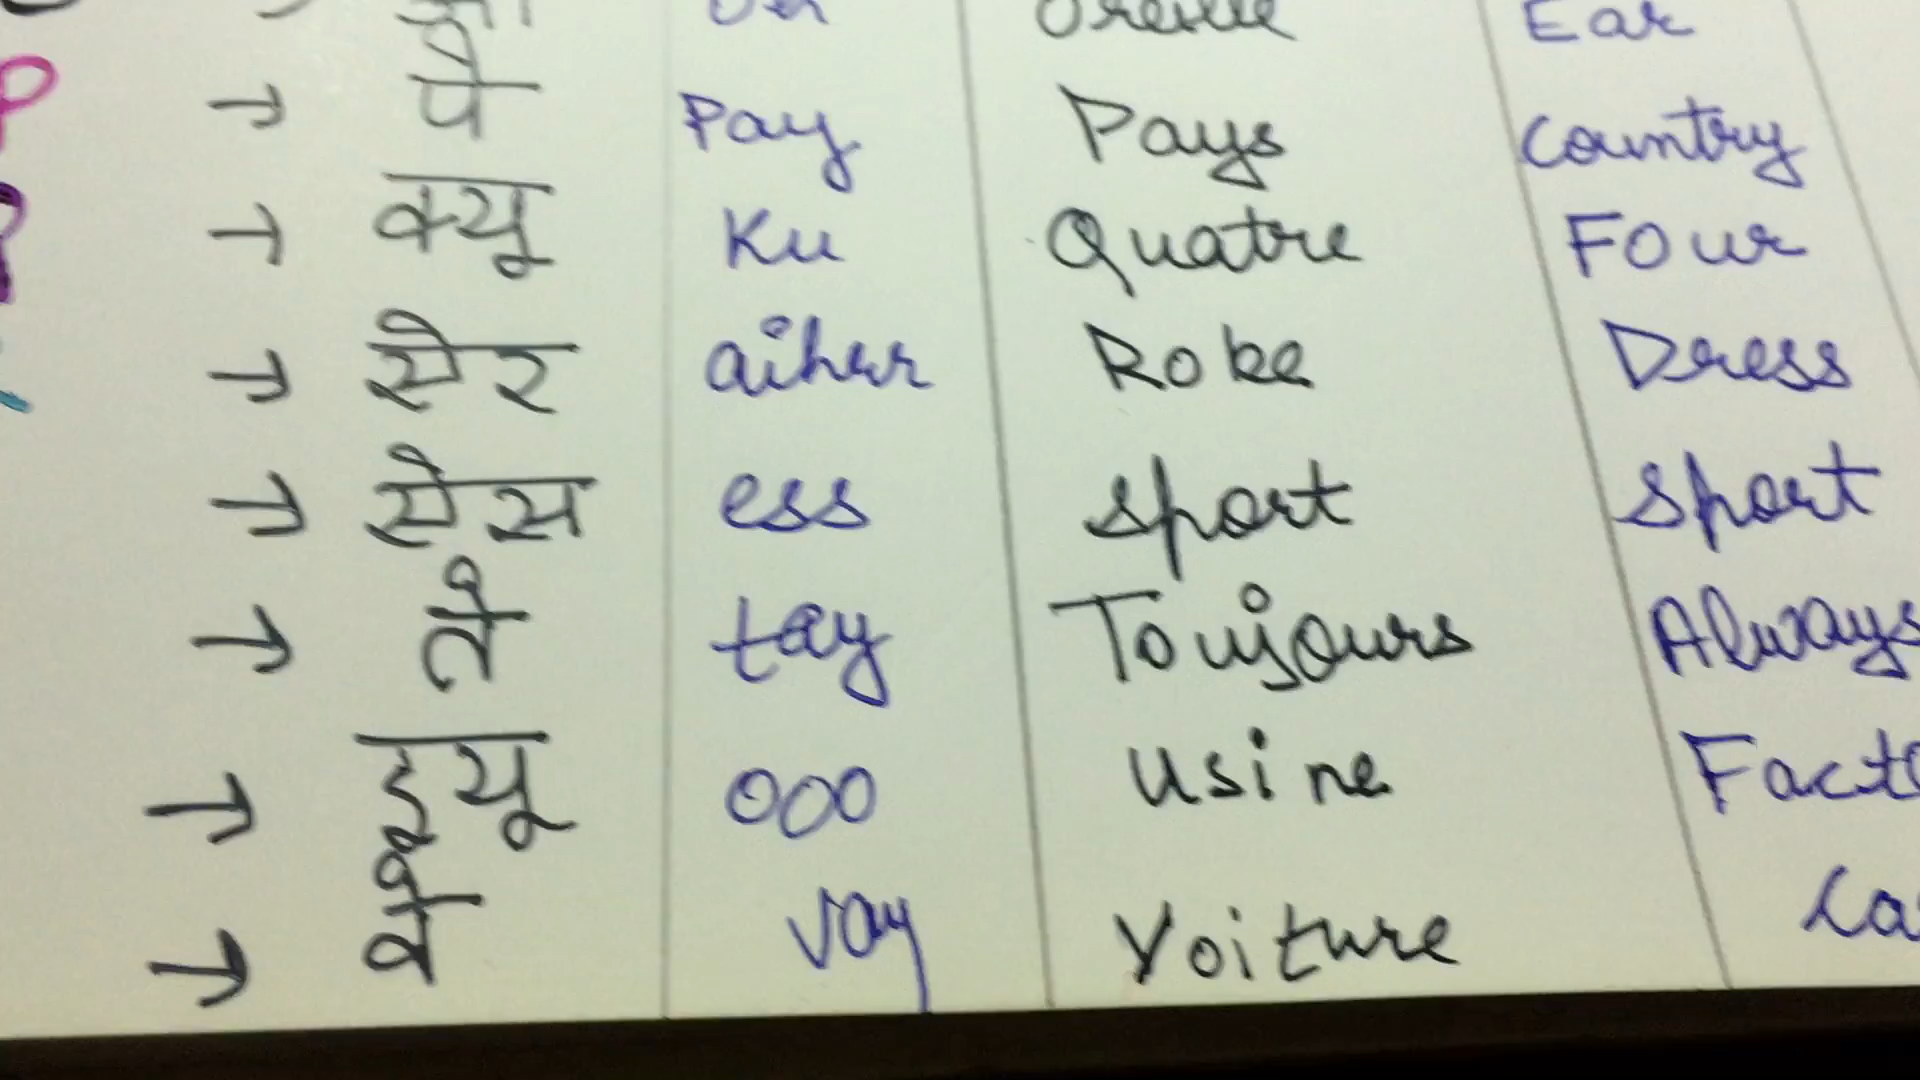 Oreille Ear
P → पे Pay Pays Country
→ क्यू Ku Quatre Four
→ ऐर aiher Robe Dress
→ ऐस ess Sport Sport
→ ते tay Toujours Always
→ इयू ooo Usine
→ वे vay Voiture